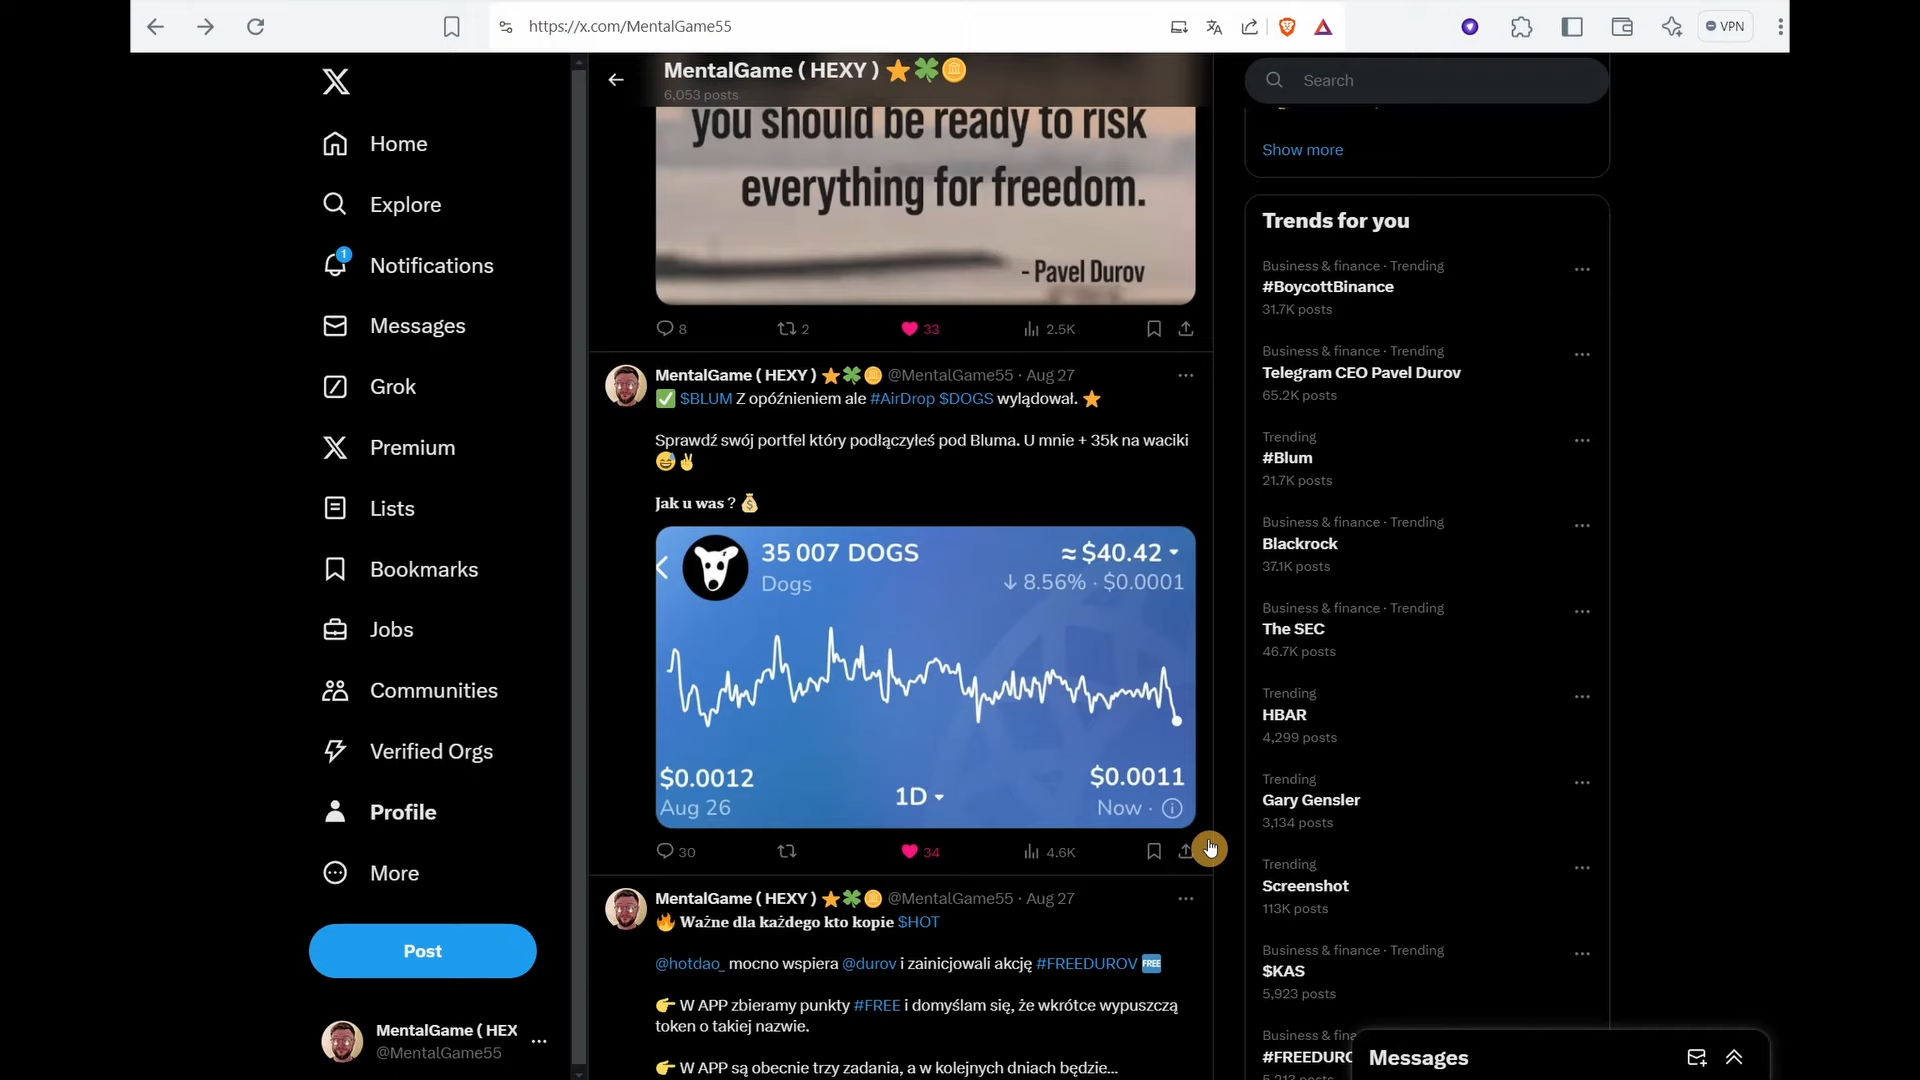 https://x.com/MentalGame55
VPN
Home
Explore
1
Notifications
Messages
Grok
Premium
Lists
Bookmarks
Jobs
Communities
Verified Orgs
Profile
More
Post
MentalGame ( HEX
@MentalGame55
MentalGame ( HEXY )
6,053 posts
you should be ready to risk
everything for freedom.
- Pavel Durov
8 2 33 2.5K
MentalGame ( HEXY ) @MentalGame55 · Aug 27
$BLUM Z opóźnieniem ale #AirDrop $DOGS wylądował.
Sprawdź swój portfel który podłączyłeś pod Bluma. U mnie + 35k na waciki
Jak u was ?
35 007 DOGS
≈ $40.42
Dogs
↓ 8.56% · $0.0001
$0.0012
Aug 26
1D
$0.0011
Now ·
30 34 4.6K
MentalGame ( HEXY ) @MentalGame55 · Aug 27
Ważne dla każdego kto kopie $HOT
@hotdao_ mocno wspiera @durov i zainicjowali akcję #FREEDUROV FREE
W APP zbieramy punkty #FREE i domyślam się, że wkrótce wypuszczą
token o takiej nazwie.
W APP są obecnie trzy zadania, a w kolejnych dniach będzie...
Search
Show more
Trends for you
Business & finance · Trending
#BoycottBinance
31.7K posts
Business & finance · Trending
Telegram CEO Pavel Durov
65.2K posts
Trending
#Blum
21.7K posts
Business & finance · Trending
Blackrock
37.1K posts
Business & finance · Trending
The SEC
46.7K posts
Trending
HBAR
4,299 posts
Trending
Gary Gensler
3,134 posts
Trending
Screenshot
113K posts
Business & finance · Trending
$KAS
5,923 posts
Business & fina
#FREEDURO
Messages